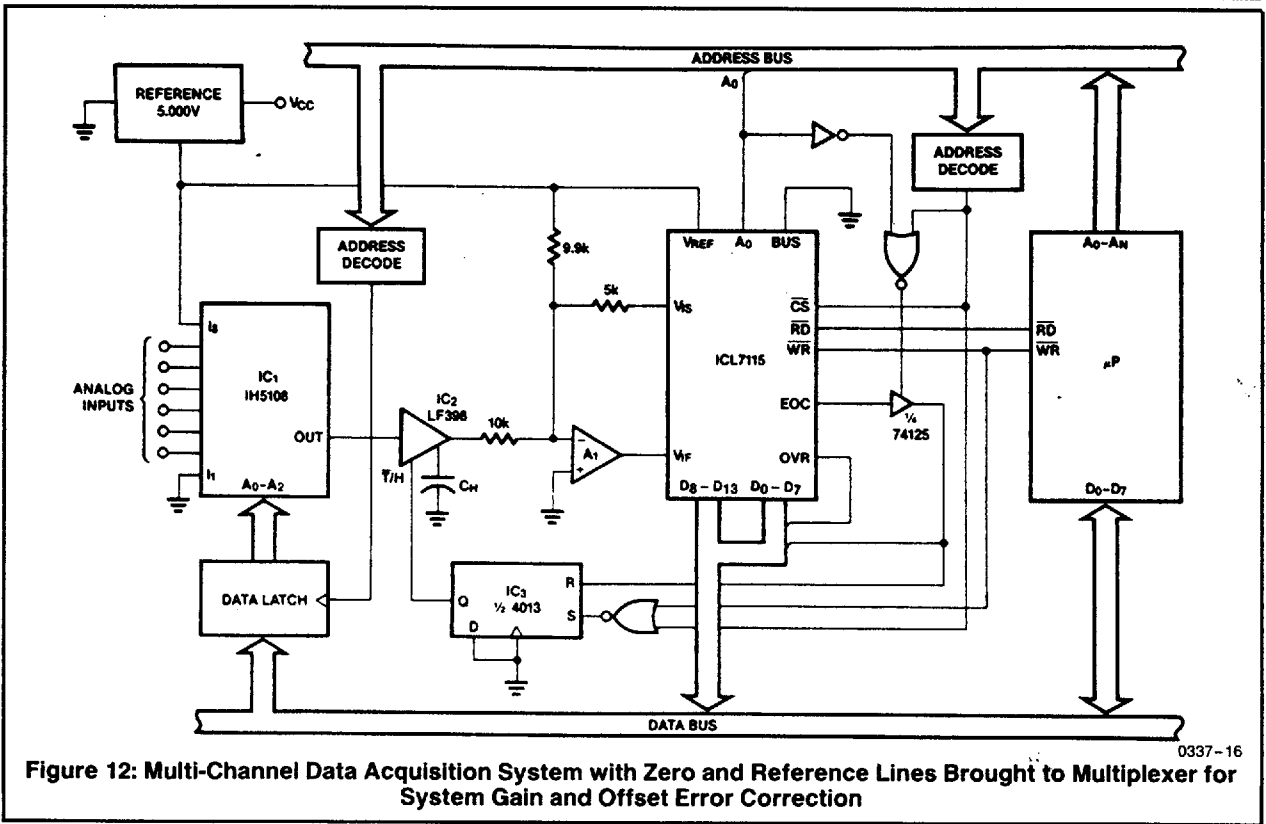 ADDRESS BUS
REFERENCE
5.000V
VCC
A0
ADDRESS
DECODE
ADDRESS
DECODE
9.9k
VREF A0 BUS
A0-AN
5k
VIS
I8
CS
RD
WR
RD
WR
ICL7115
μP
ANALOG
INPUTS
IC1
IH5108
IC2
LF398
EOC
1/4
74125
OUT
10k
A1
- 
+
VIF
OVR
T/H
CH
I1
A0-A2
D8-D13 D0-D7
D0-D7
DATA LATCH
IC3
1/2 4013
R
Q
S
D
DATA BUS
0337-16
Figure 12: Multi-Channel Data Acquisition System with Zero and Reference Lines Brought to Multiplexer for
System Gain and Offset Error Correction